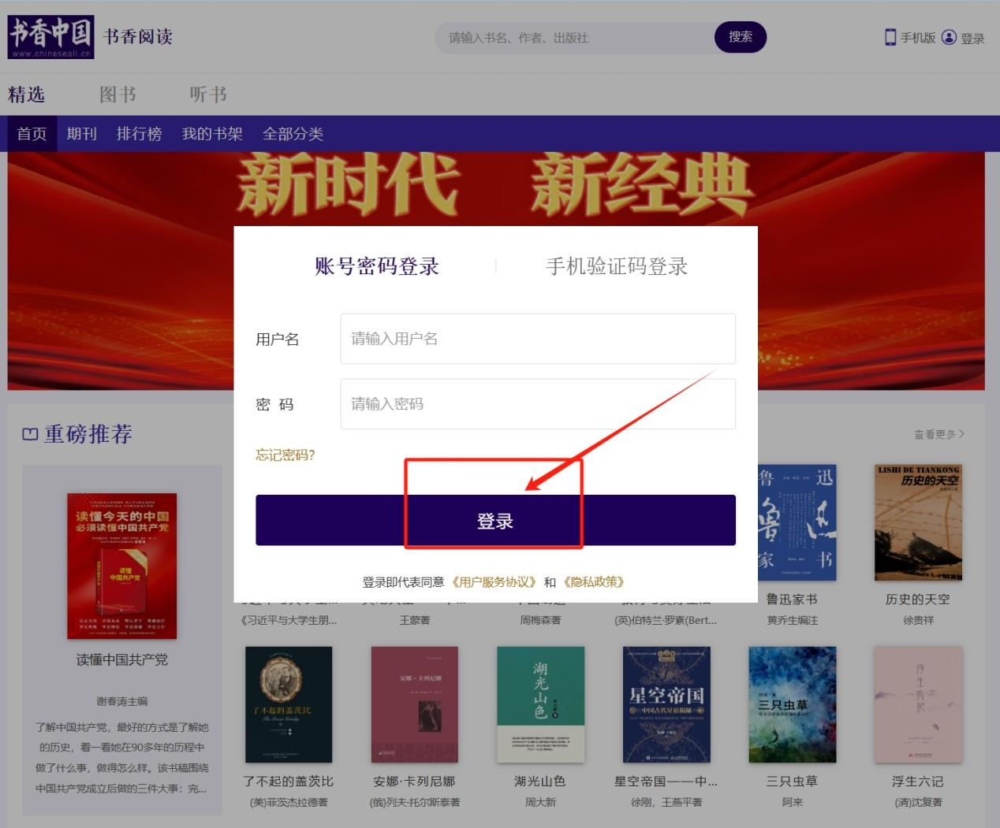 书香中国
www.chineseall.cn
书香阅读
请输入书名、作者、出版社
搜索
手机版
登录
精选
图书
听书
首页
期刊
排行榜
我的书架
全部分类
新时代 新经典
账号密码登录
手机验证码登录
用户名
请输入用户名
密 码
请输入密码
忘记密码?
登录
登录即代表同意《用户服务协议》和《隐私政策》
重磅推荐
查看更多
读懂今天的中国
必须读懂中国共产党
读懂
中国共产党
读懂中国共产党
谢春涛主编
了解中国共产党，最好的方式是了解她
的历史，看一看她在90多年的历程中
做了什么事，做得怎么样。该书稿围绕
中国共产党成立后做的三件大事：完...
《习近平与大学生朋...
王蒙著
周梅森著
(英)伯特兰·罗素(Bert...
鲁迅家书
黄乔生编注
LISHI DE TIANKONG
历史的天空
历史的天空
徐贵祥
了不起的盖茨比
The Great Gatsby
了不起的盖茨比
(美)菲茨杰拉德著
安娜·卡列尼娜
安娜·卡列尼娜
(俄)列夫·托尔斯泰著
湖光山色
湖光山色
周大新
星空帝国
中国古代星宿揭秘
星空帝国——中...
徐刚，王燕平著
三只虫草
三只虫草
阿来
浮生六记
浮生六记
(清)沈复著